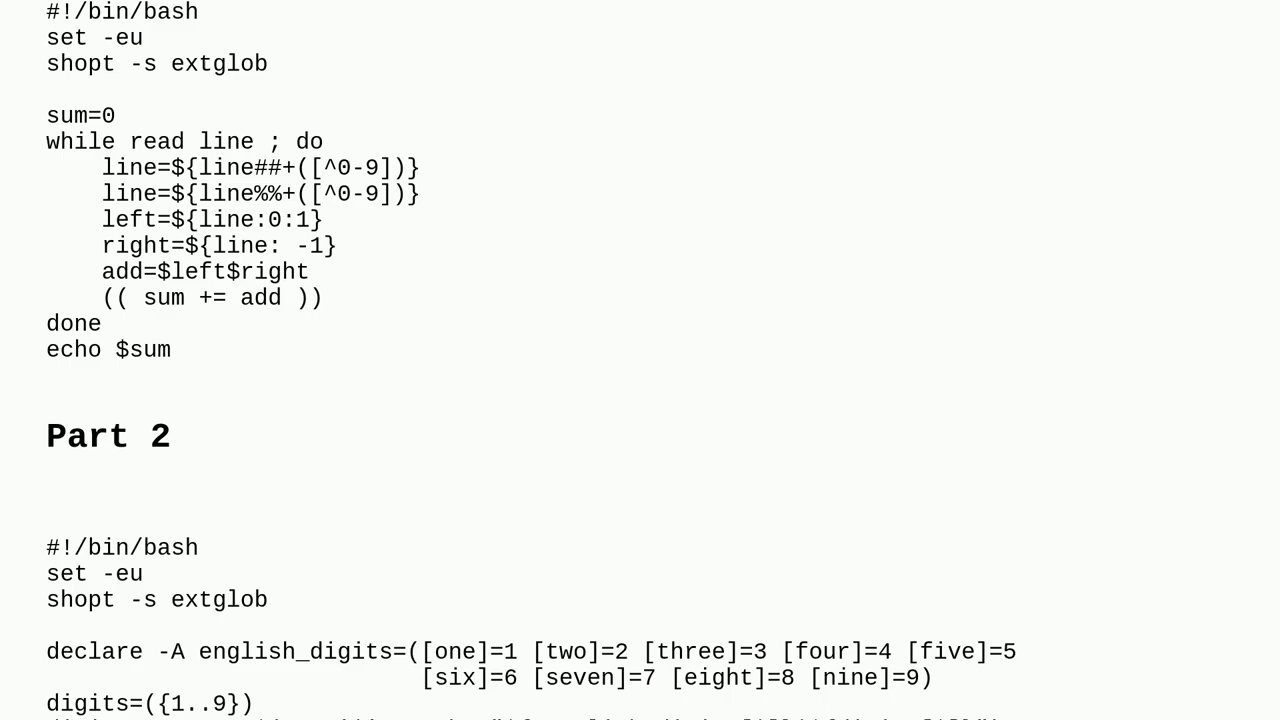 #!/bin/bash
set -eu
shopt -s extglob
sum=0
while read line ; do
line=${line##+([^0-9])}
line=${line%%+([^0-9])}
left=${line:0:1}
right=${line: -1}
add=$left$right
(( sum += add ))
done
echo $sum
Part 2
#!/bin/bash
set -eu
shopt -s extglob
declare -A english_digits=([one]=1 [two]=2 [three]=3 [four]=4 [five]=5
[six]=6 [seven]=7 [eight]=8 [nine]=9)
digits=({1..9})